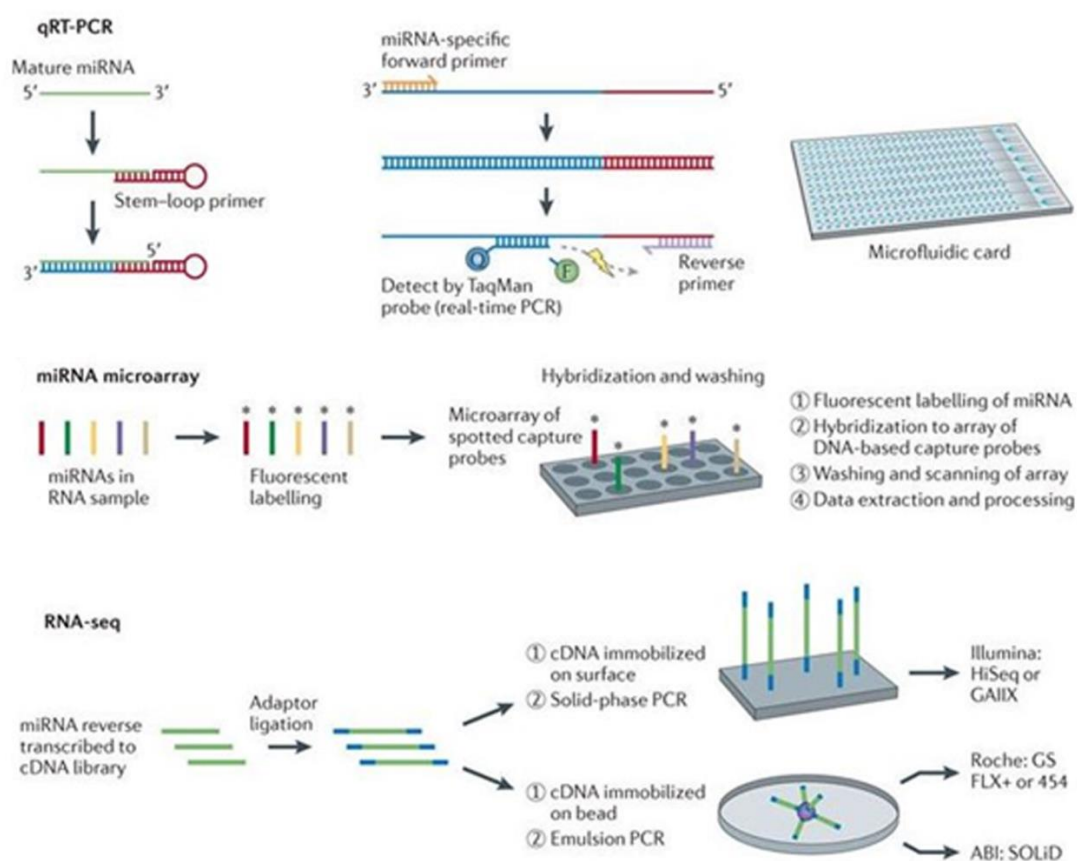 qRT-PCR
Mature miRNA
5′ 3′
Stem–loop primer
5′
3′
miRNA-specific
forward primer
3′ 5′
Q F
Detect by TaqMan
probe (real-time PCR)
Reverse
primer
Microfluidic card
miRNA microarray
miRNAs in
RNA sample
* * * * *
Fluorescent
labelling
Microarray of
spotted capture
probes
Hybridization and washing
* * * * *
① Fluorescent labelling of miRNA
② Hybridization to array of
DNA-based capture probes
③ Washing and scanning of array
④ Data extraction and processing
RNA-seq
miRNA reverse
transcribed to
cDNA library
Adaptor
ligation
① cDNA immobilized
on surface
② Solid-phase PCR
Illumina:
HiSeq or
GAIIX
① cDNA immobilized
on bead
② Emulsion PCR
Roche: GS
FLX+ or 454
ABI: SOLiD